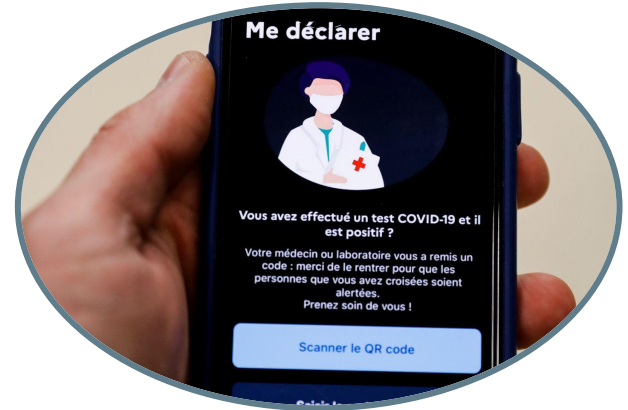 Me déclarer
Vous avez effectué un test COVID-19 et il
est positif ?
Votre médecin ou laboratoire vous a remis un
code : merci de le rentrer pour que les
personnes que vous avez croisées soient
alertées.
Prenez soin de vous !
Scanner le QR code